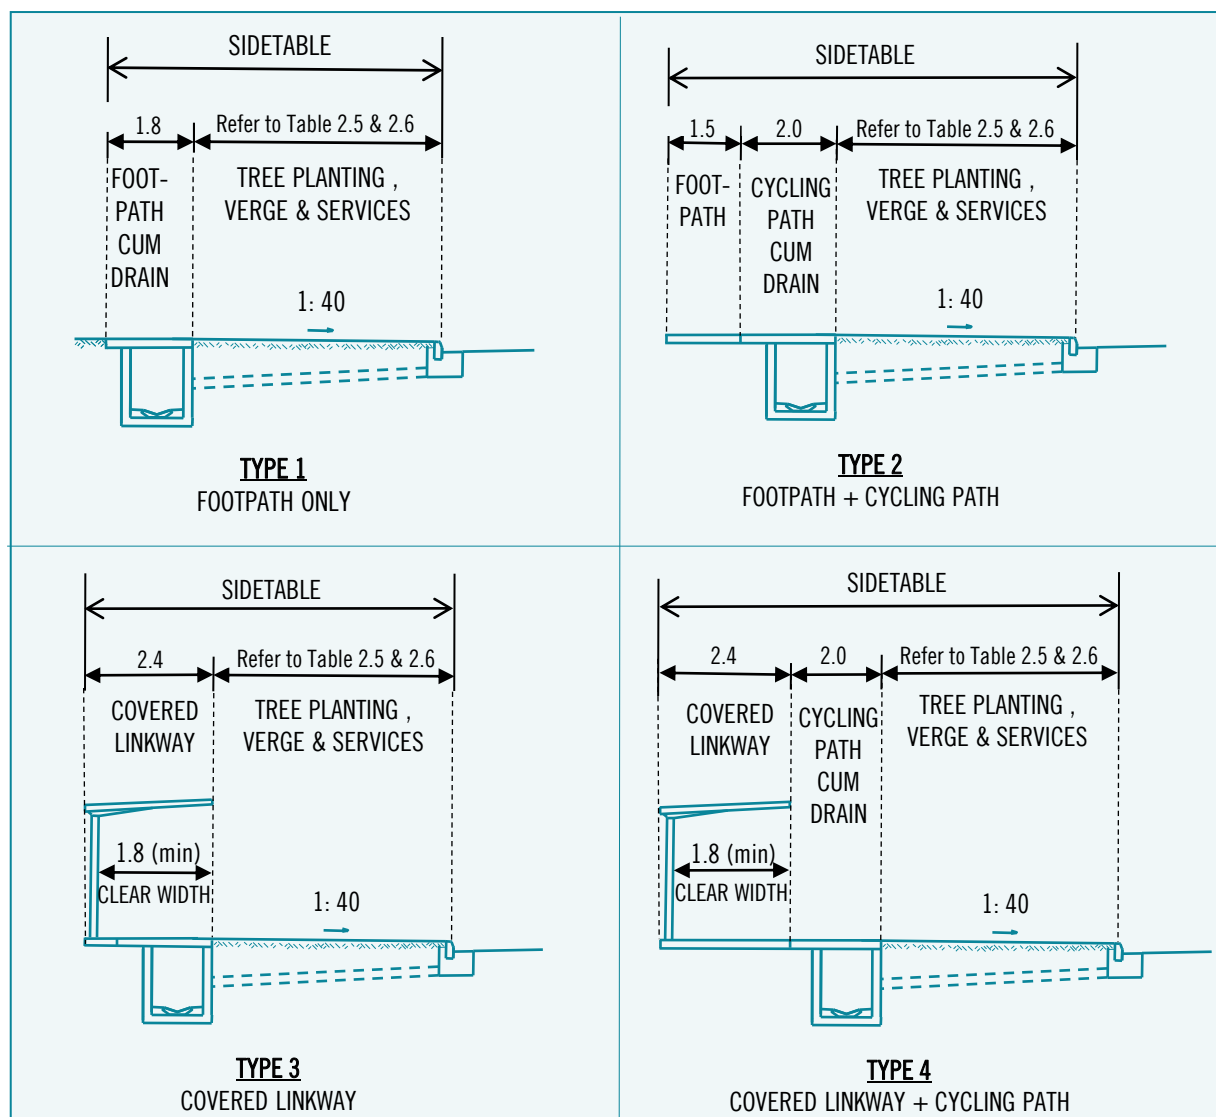 SIDETABLE
1.8
Refer to Table 2.5 & 2.6
FOOT-
PATH
CUM
DRAIN
TREE PLANTING ,
VERGE & SERVICES
1: 40
TYPE 1
FOOTPATH ONLY
SIDETABLE
1.5
2.0
Refer to Table 2.5 & 2.6
FOOT-
PATH
CYCLING
PATH
CUM
DRAIN
TREE PLANTING ,
VERGE & SERVICES
1: 40
TYPE 2
FOOTPATH + CYCLING PATH
SIDETABLE
2.4
Refer to Table 2.5 & 2.6
COVERED
LINKWAY
TREE PLANTING ,
VERGE & SERVICES
1.8 (min)
CLEAR WIDTH
1: 40
TYPE 3
COVERED LINKWAY
SIDETABLE
2.4
2.0
Refer to Table 2.5 & 2.6
COVERED
LINKWAY
CYCLING
PATH
CUM
DRAIN
TREE PLANTING ,
VERGE & SERVICES
1.8 (min)
CLEAR WIDTH
1: 40
TYPE 4
COVERED LINKWAY + CYCLING PATH